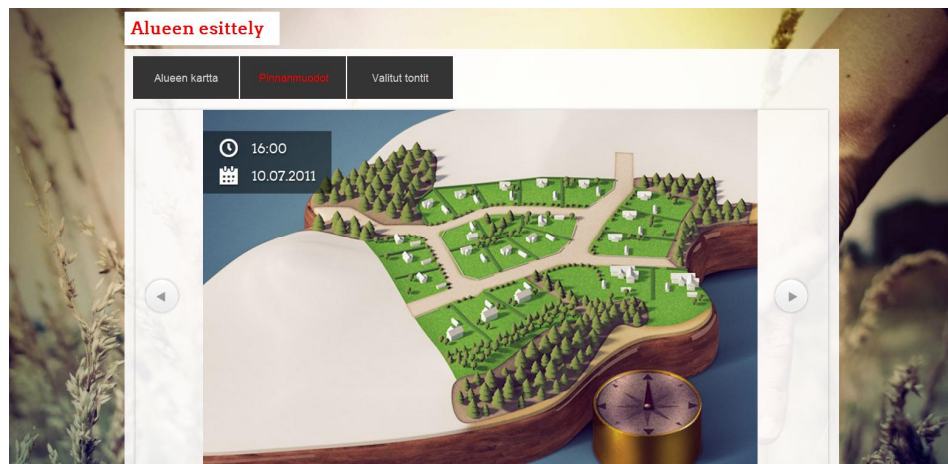 Alueen esittely
Alueen kartta
Pinnanmuodot
Valitut tontit
16:00
10.07.2011